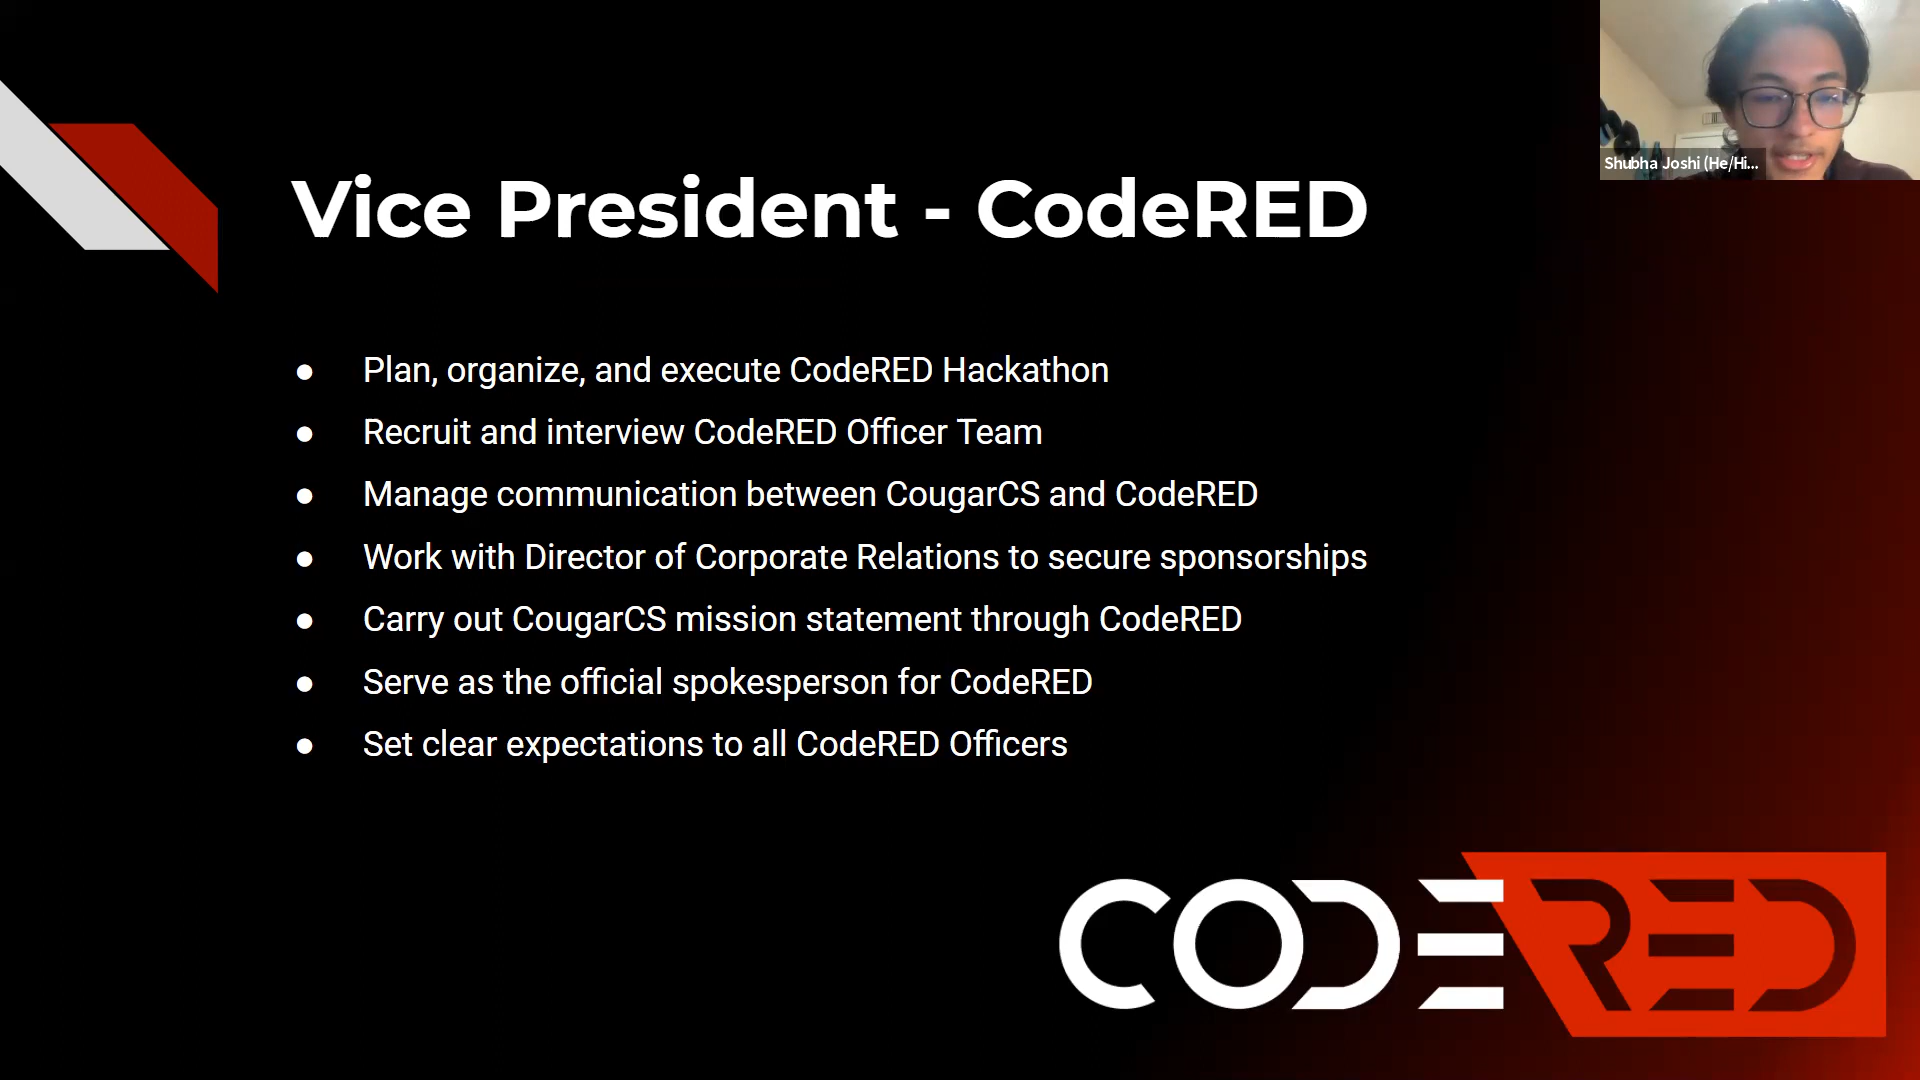 Shubha Joshi (He/Hi...
Vice President - CodeRED
● Plan, organize, and execute CodeRED Hackathon
● Recruit and interview CodeRED Officer Team
● Manage communication between CougarCS and CodeRED
● Work with Director of Corporate Relations to secure sponsorships
● Carry out CougarCS mission statement through CodeRED
● Serve as the official spokesperson for CodeRED
● Set clear expectations to all CodeRED Officers
CODERED